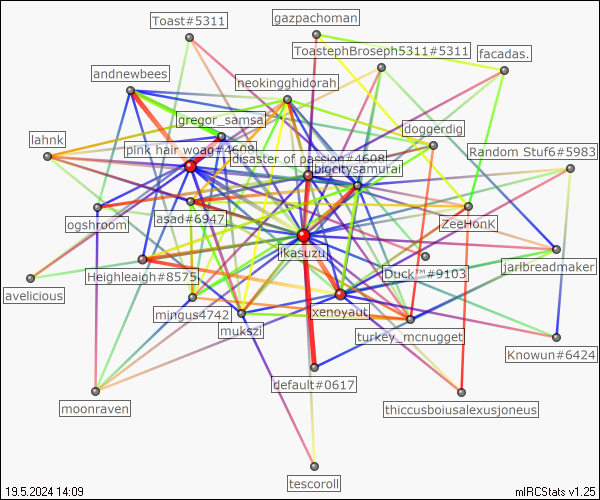 gazpachoman
Toast#5311
ToastephBroseph5311#5311
facadas.
andnewbees
neokingghidorah
gregor_samsa
doggerdig
lahnk
pink hair woag#4608
disaster of passion#4608
Random Stuf6#5983
bigcitysamurai
ogshroom
asad#6947
ZeeHonK
ikasuzu
Heighleaigh#8575
Duck™#9103
jarlbreadmaker
avelicious
mingus4742
xenoyaut
mukszi
turkey_mcnugget
Knowun#6424
default#0617
moonraven
thiccusboiusalexusjoneus
tescoroll
19.5.2024 14:09
mIRCStats v1.25